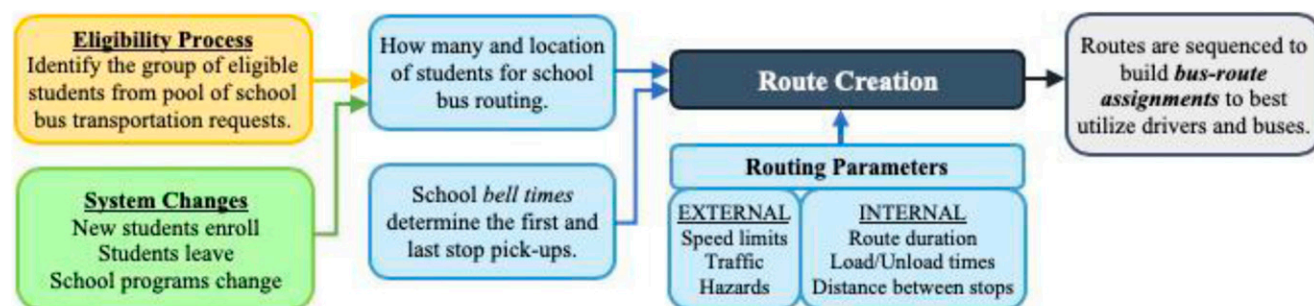 Eligibility Process
Identify the group of eligible
students from pool of school
bus transportation requests.
System Changes
New students enroll
Students leave
School programs change
How many and location
of students for school
bus routing.
School bell times
determine the first and
last stop pick-ups.
Route Creation
Routing Parameters
EXTERNAL
Speed limits
Traffic
Hazards
INTERNAL
Route duration
Load/Unload times
Distance between stops
Routes are sequenced to
build bus-route
assignments to best
utilize drivers and buses.